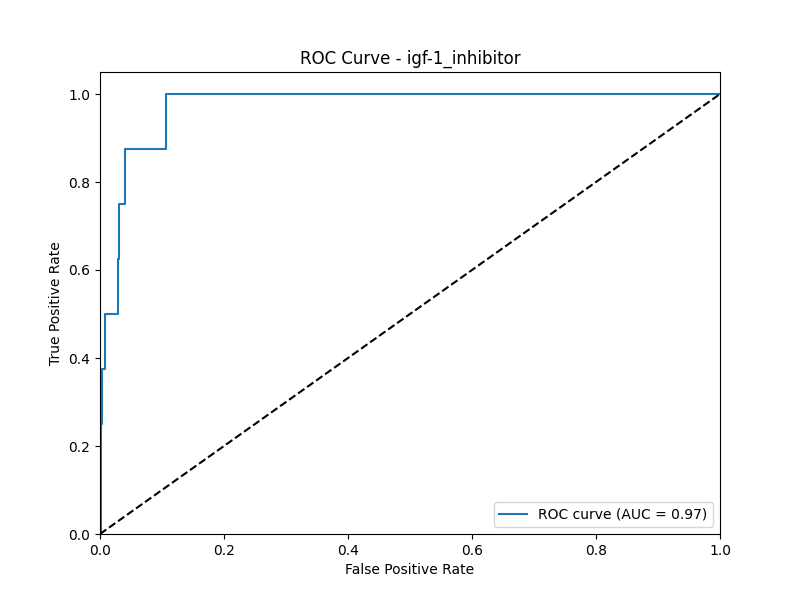 ROC Curve - igf-1_inhibitor
True Positive Rate
1.0
0.8
0.6
0.4
0.2
0.0
0.0 0.2 0.4 0.6 0.8 1.0
False Positive Rate
ROC curve (AUC = 0.97)